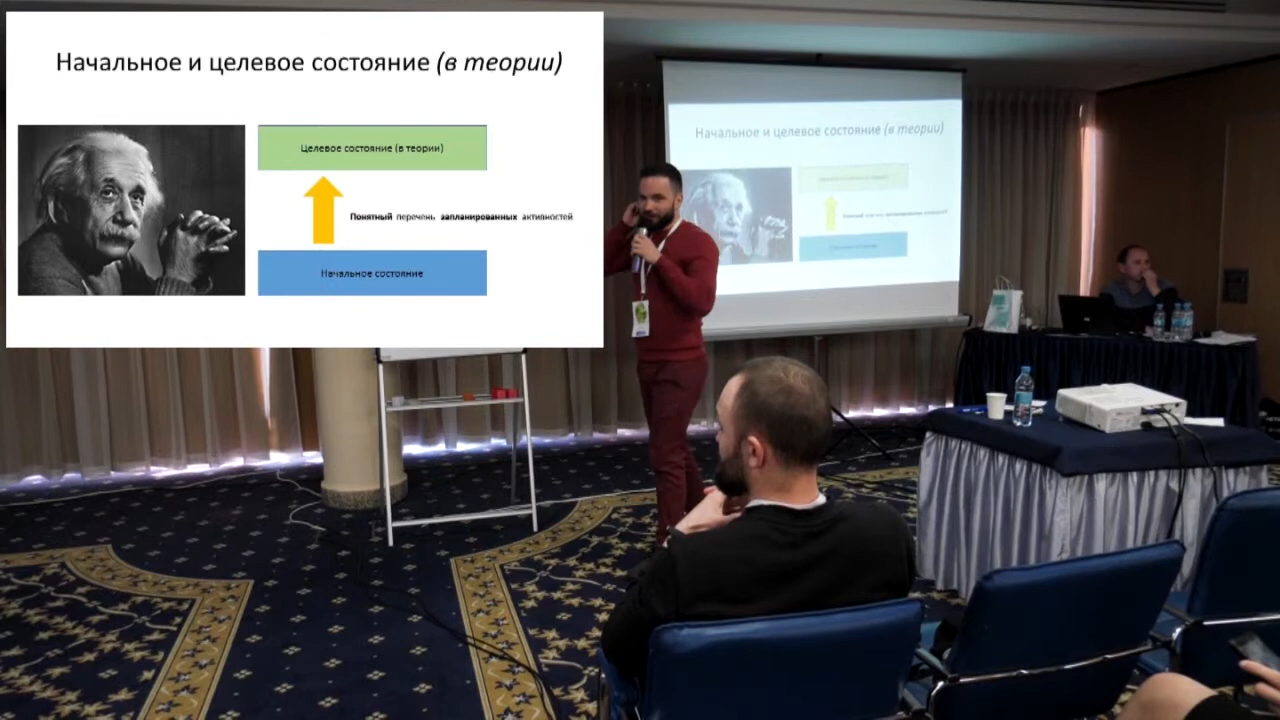 Начальное и целевое состояние (в теории)
Целевое состояние (в теории)
Понятный перечень запланированных активностей
Начальное состояние
Начальное и целевое состояние (в теории)